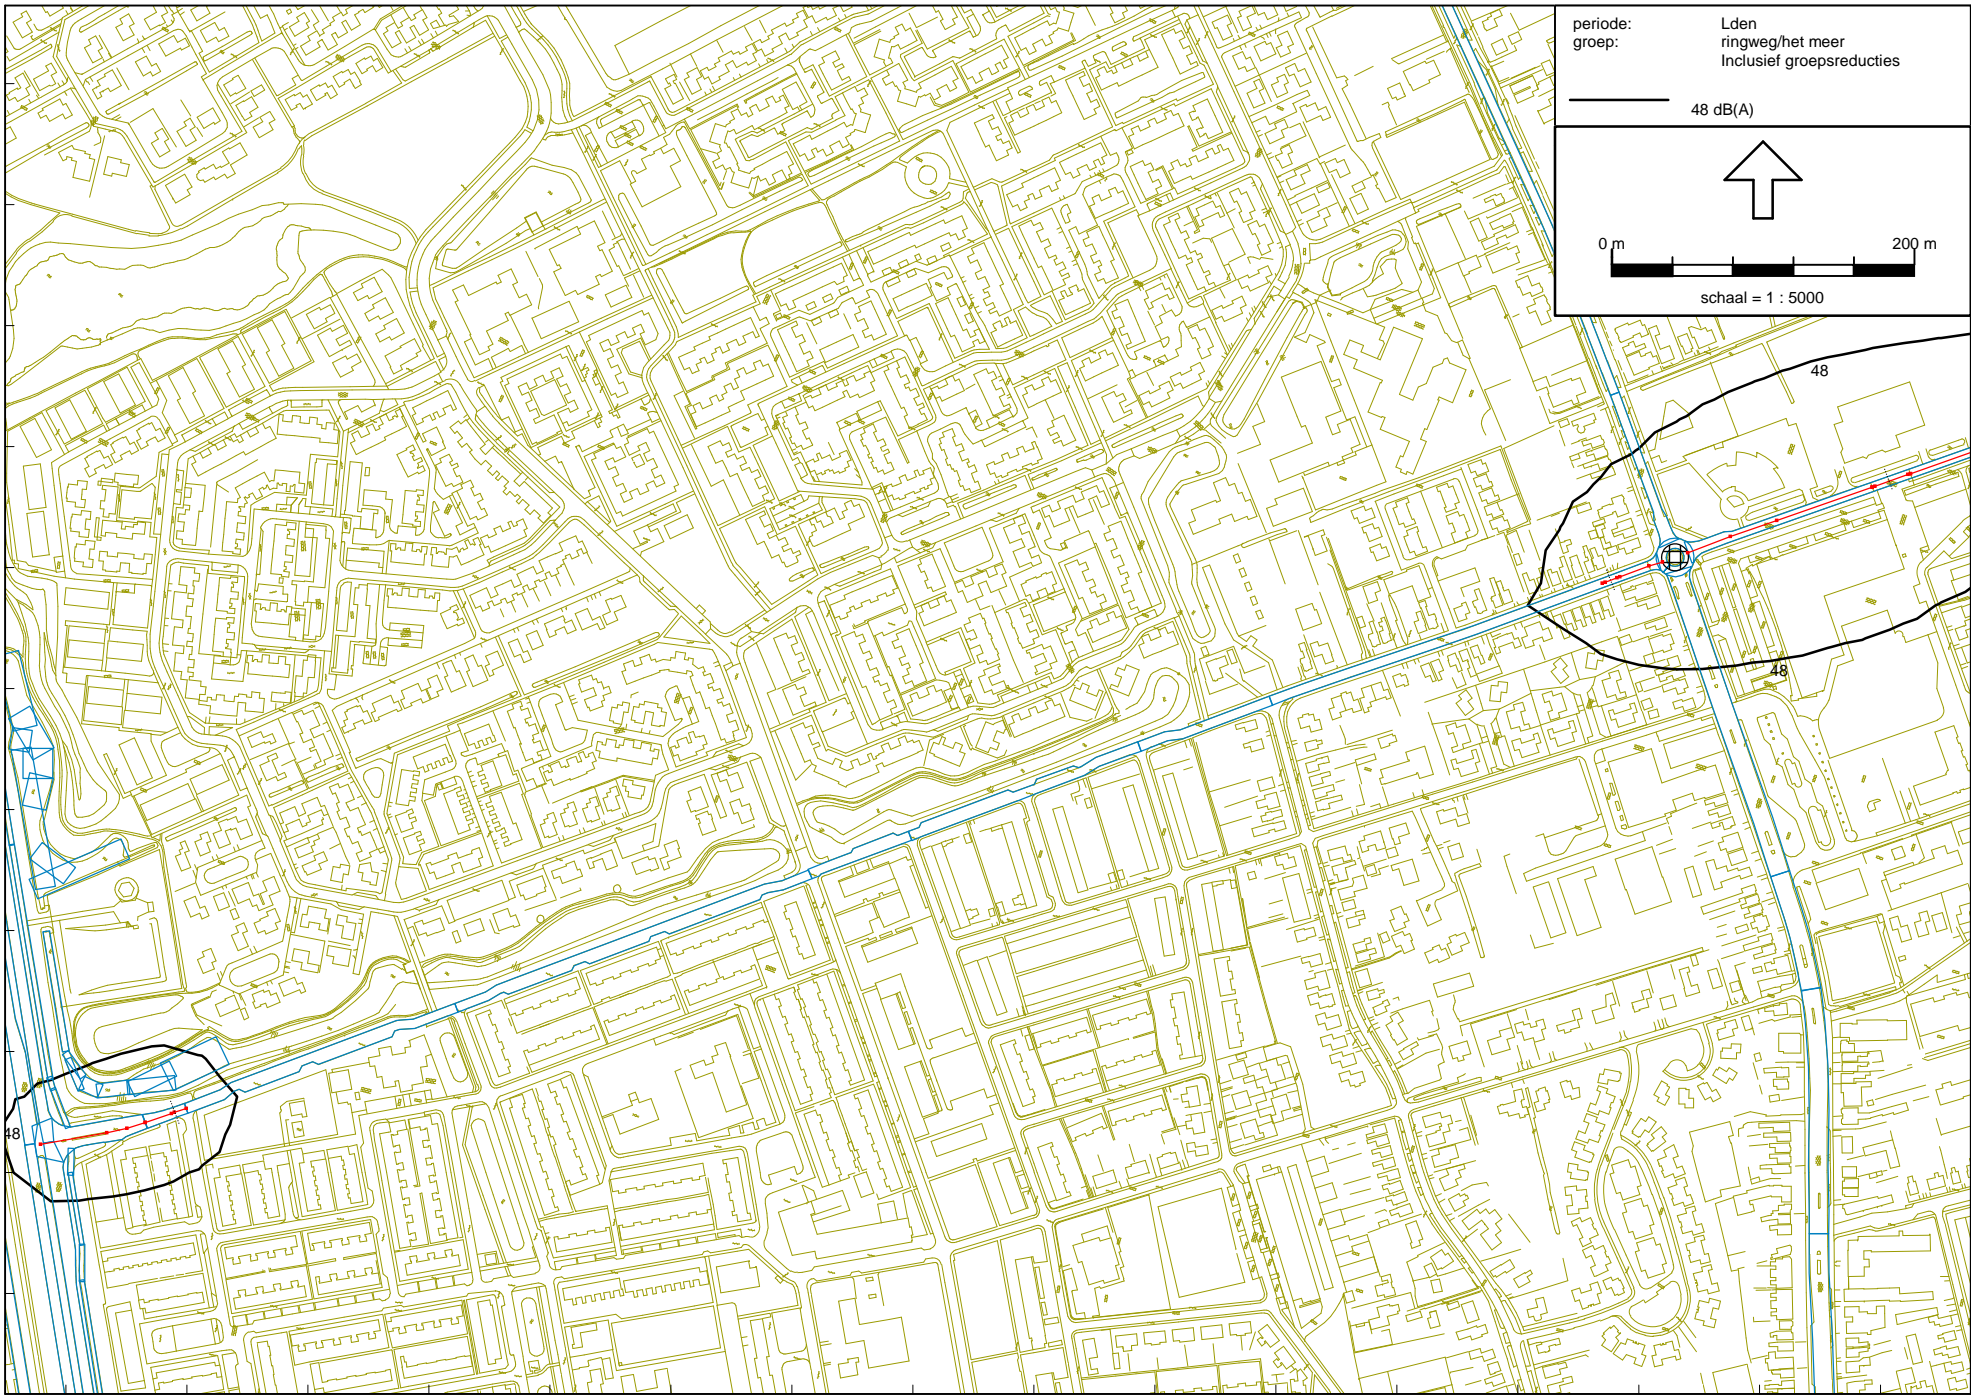 periode: Lden
groep: ringweg/het meer
Inclusief groepsreducties
48 dB(A)
0 m 200 m
schaal = 1 : 5000
48
48
48